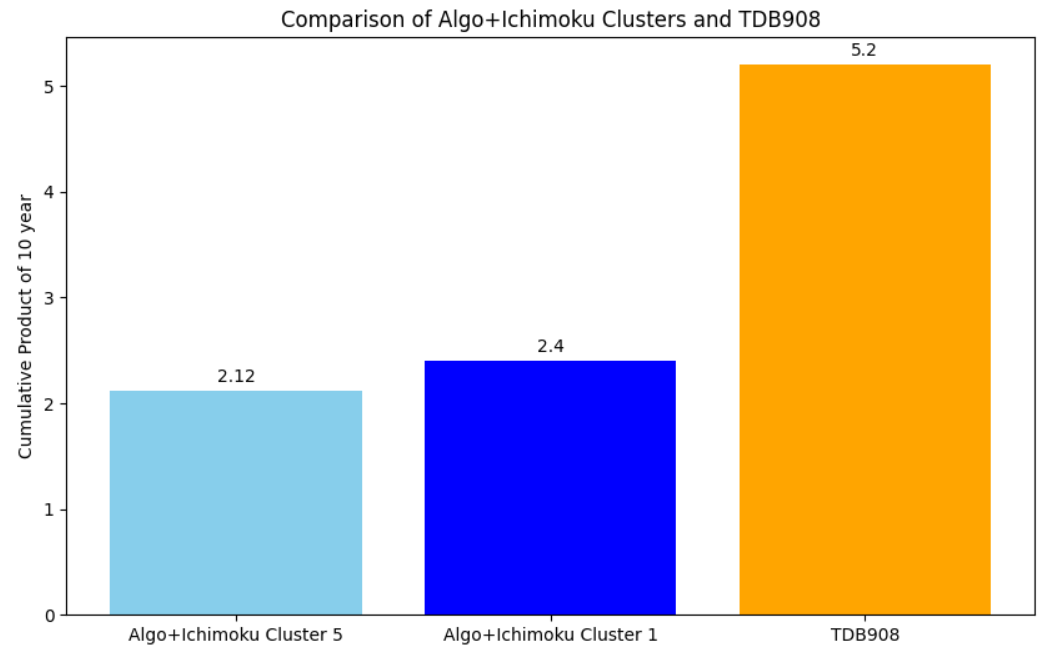 Comparison of Algo+Ichimoku Clusters and TDB908
Cumulative Product of 10 year
5
4
3
2
1
0
2.12
2.4
5.2
Algo+Ichimoku Cluster 5
Algo+Ichimoku Cluster 1
TDB908